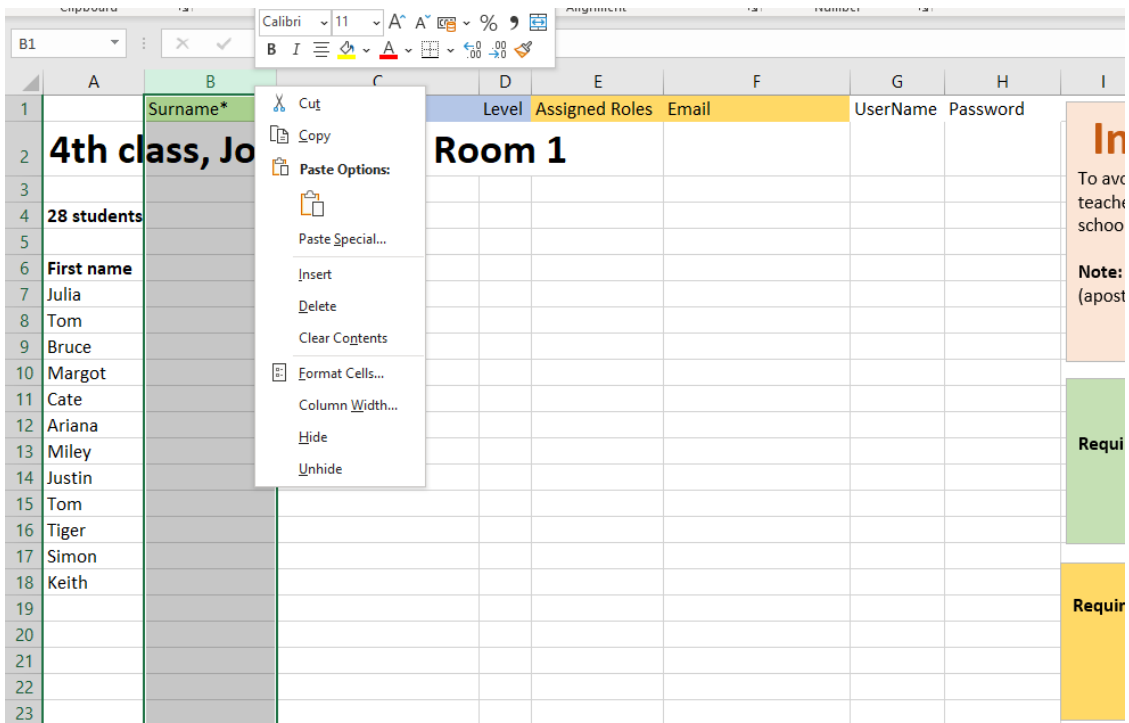 Calibri 11 A^ A˅ % 9
B1
B I A .00 .00
A B C D E F G H I
1 Surname* Level Assigned Roles Email UserName Password
2 4th class, Jo Room 1
3
4 28 students
5
6 First name
7 Julia
8 Tom
9 Bruce
10 Margot
11 Cate
12 Ariana
13 Miley
14 Justin
15 Tom
16 Tiger
17 Simon
18 Keith
19
20
21
22
23
Cut
Copy
Paste Options:
Paste Special...
Insert
Delete
Clear Contents
Format Cells...
Column Width...
Hide
Unhide
In
To avo
teache
schoo
Note:
(apost
Requi
Requir